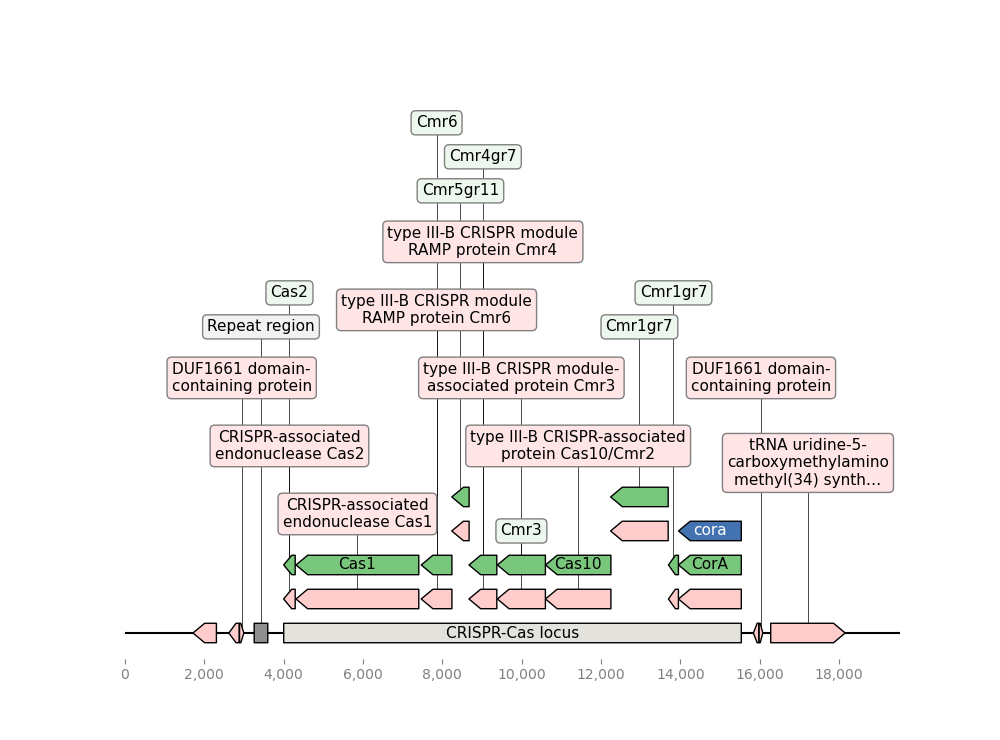 Cmr6
Cmr4gr7
Cmr5gr11
type III-B CRISPR module
RAMP protein Cmr4
Cas2
Cmr1gr7
type III-B CRISPR module
RAMP protein Cmr6
Repeat region
Cmr1gr7
DUF1661 domain-
containing protein
type III-B CRISPR module-
associated protein Cmr3
DUF1661 domain-
containing protein
CRISPR-associated
endonuclease Cas2
type III-B CRISPR-associated
protein Cas10/Cmr2
tRNA uridine-5-
carboxymethylamino
methyl(34) synth...
CRISPR-associated
endonuclease Cas1
Cmr3
cora
Cas1
Cas10
CorA
CRISPR-Cas locus
0
2,000
4,000
6,000
8,000
10,000
12,000
14,000
16,000
18,000